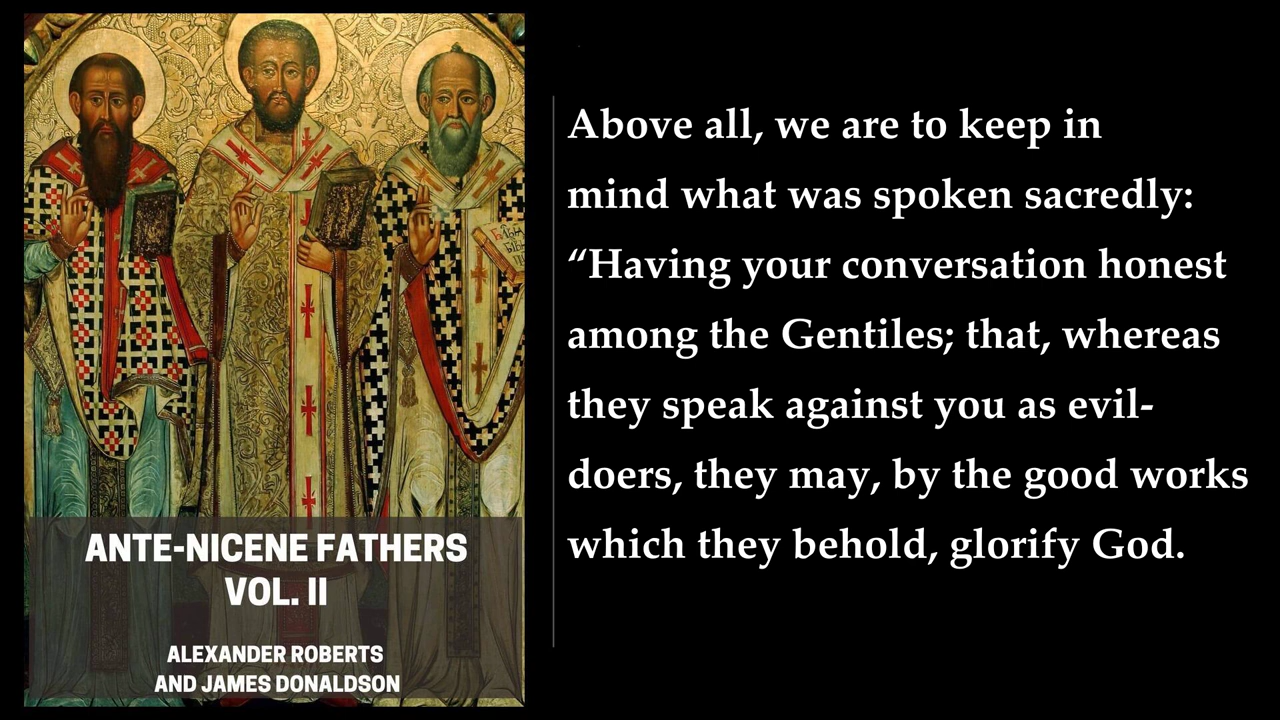 ANTE-NICENE FATHERS
VOL. II
ALEXANDER ROBERTS
AND JAMES DONALDSON
Above all, we are to keep in
mind what was spoken sacredly:
“Having your conversation honest
among the Gentiles; that, whereas
they speak against you as evil-
doers, they may, by the good works
which they behold, glorify God.